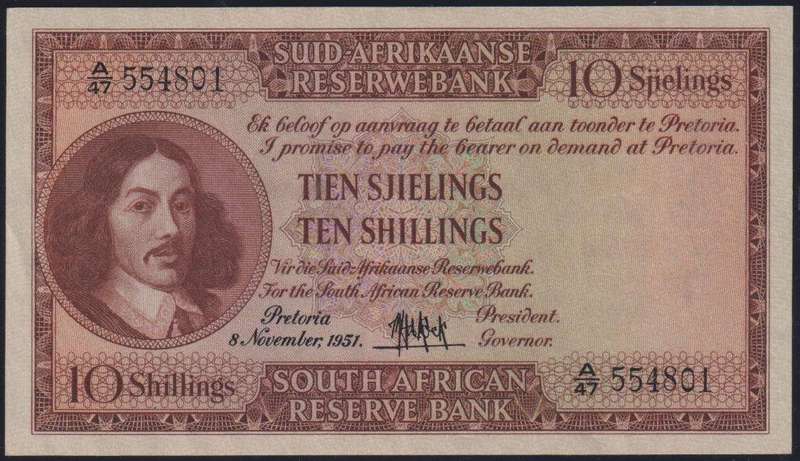 SUID-AFRIKAANSE
RESERWEBANK
A/47 554801
10 Sjielings
Ek beloof op aanvraag te betaal aan toonder te Pretoria.
I promise to pay the bearer on demand at Pretoria.
TIEN SJIELINGS
TEN SHILLINGS
Vir die Suid-Afrikaanse Reserwebank.
For the South African Reserve Bank.
Pretoria
President.
8 November, 1951.
Governor.
10 Shillings
SOUTH AFRICAN
RESERVE BANK
A/47 554801